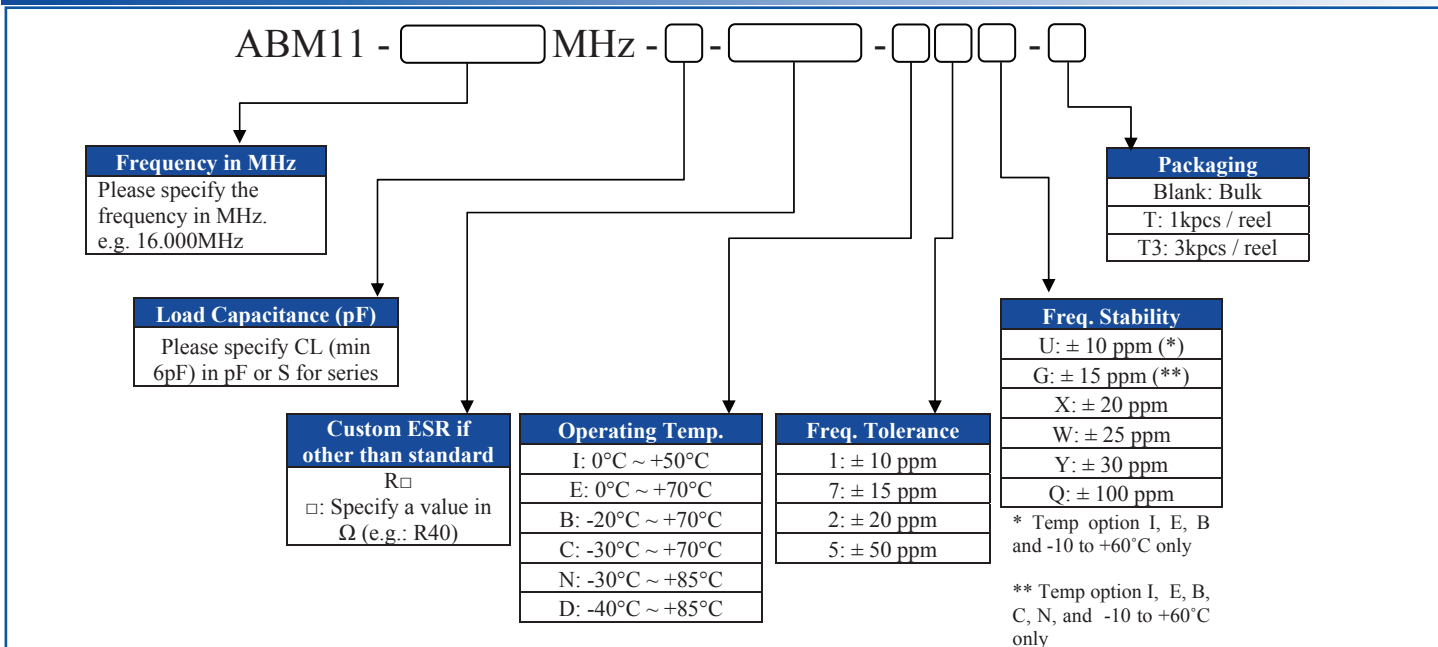 ABM11 - MHz - - - -
Frequency in MHz
Please specify the
frequency in MHz.
e.g. 16.000MHz
Packaging
Blank: Bulk
T: 1kpcs / reel
T3: 3kpcs / reel
Load Capacitance (pF)
Please specify CL (min
6pF) in pF or S for series
Custom ESR if
other than standard
R□
□: Specify a value in
Ω (e.g.: R40)
Operating Temp.
I: 0°C ~ +50°C
E: 0°C ~ +70°C
B: -20°C ~ +70°C
C: -30°C ~ +70°C
N: -30°C ~ +85°C
D: -40°C ~ +85°C
Freq. Tolerance
1: ± 10 ppm
7: ± 15 ppm
2: ± 20 ppm
5: ± 50 ppm
Freq. Stability
U: ± 10 ppm (*)
G: ± 15 ppm (**)
X: ± 20 ppm
W: ± 25 ppm
Y: ± 30 ppm
Q: ± 100 ppm
* Temp option I, E, B
and -10 to +60˚C only
** Temp option I, E, B,
C, N, and -10 to +60˚C
only